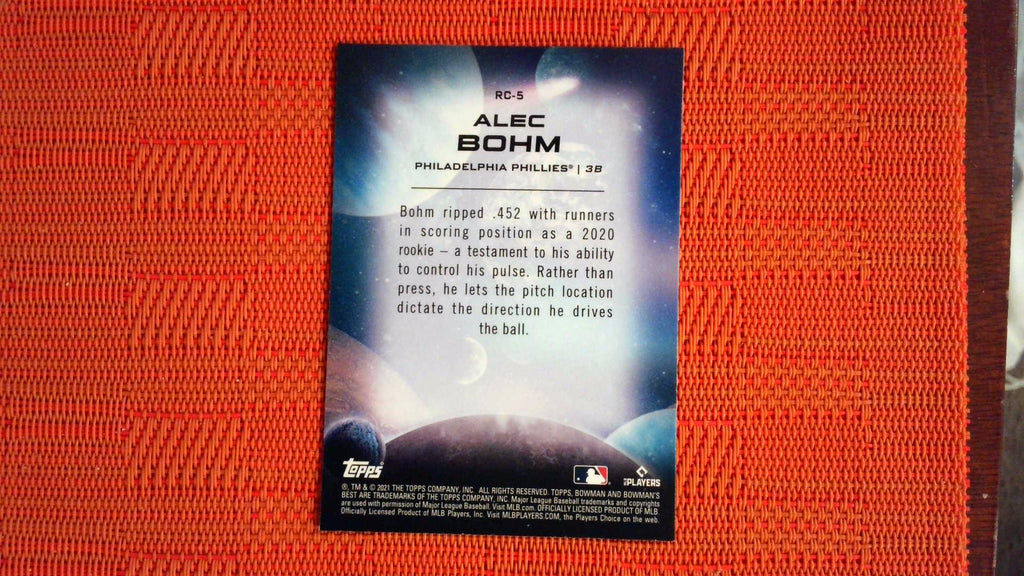 RC-5
ALEC
BOHM
PHILADELPHIA PHILLIES® | 3B
Bohm ripped .452 with runners
in scoring position as a 2020
rookie – a testament to his ability
to control his pulse. Rather than
press, he lets the pitch location
dictate the direction he drives
the ball.
topps
PLAYERS
®, TM & © 2021 THE TOPPS COMPANY, INC. ALL RIGHTS RESERVED. TOPPS, BOWMAN AND BOWMAN'S
BEST ARE TRADEMARKS OF THE TOPPS COMPANY, INC. Major League Baseball trademarks and copyrights
are used with permission of Major League Baseball. Visit MLB.com. OFFICIALLY LICENSED PRODUCT OF MLB
Officially Licensed Product of MLB Players, Inc. Visit MLBPLAYERS.COM, the Players Choice on the web.